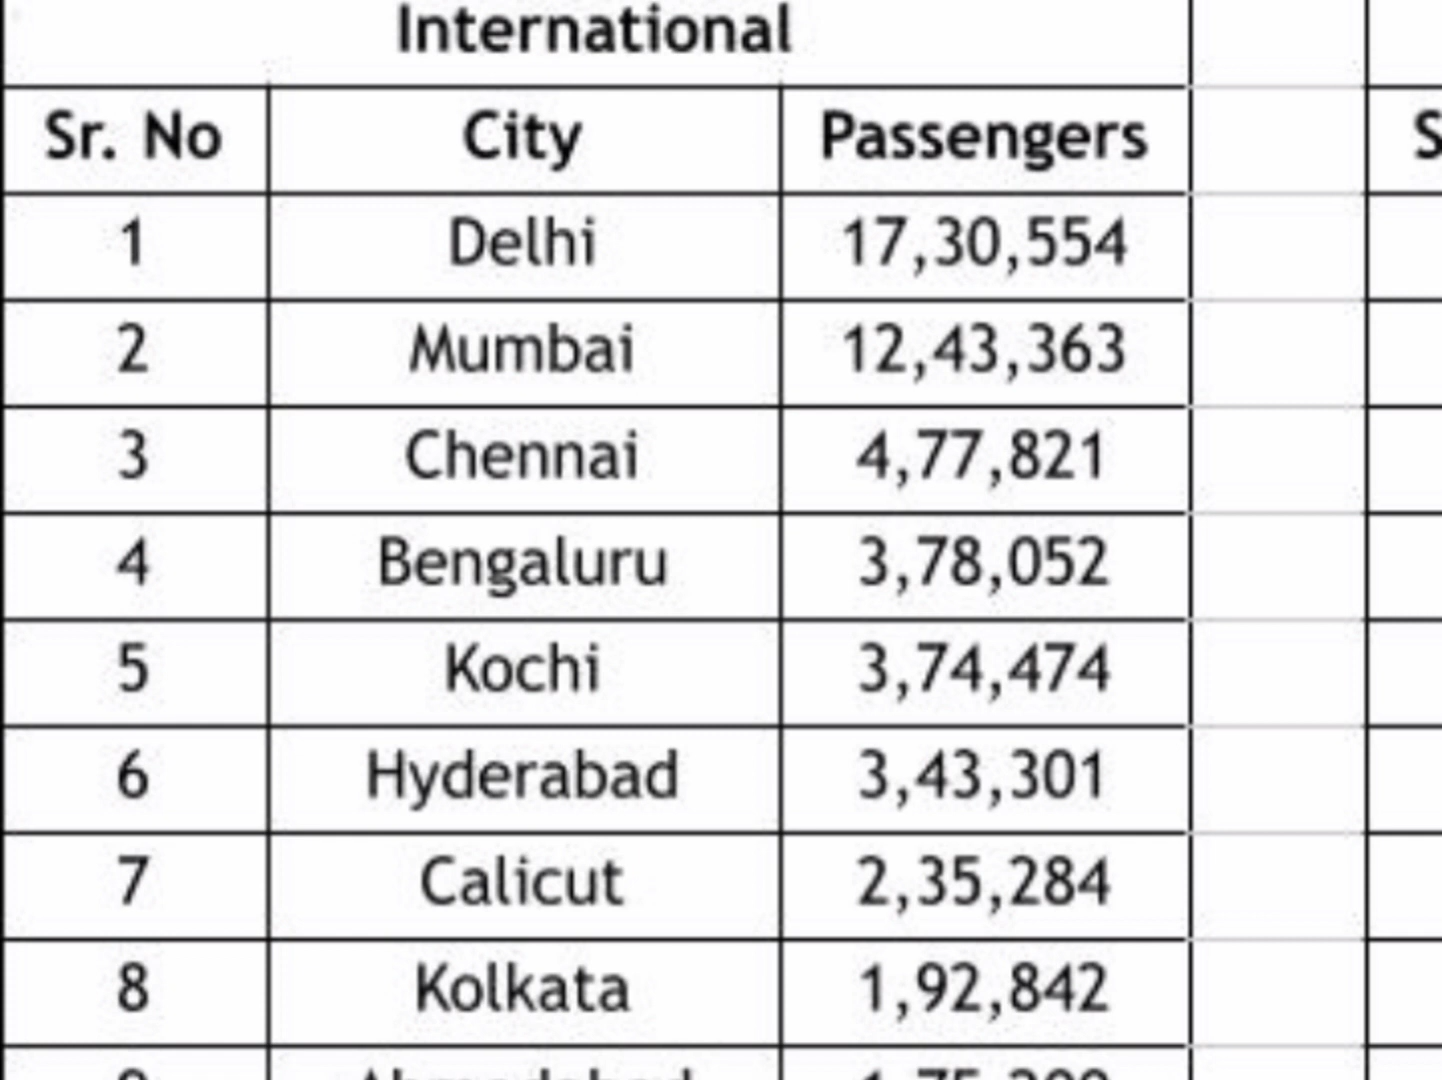 International
Sr. No City Passengers
1 Delhi 17,30,554
2 Mumbai 12,43,363
3 Chennai 4,77,821
4 Bengaluru 3,78,052
5 Kochi 3,74,474
6 Hyderabad 3,43,301
7 Calicut 2,35,284
8 Kolkata 1,92,842